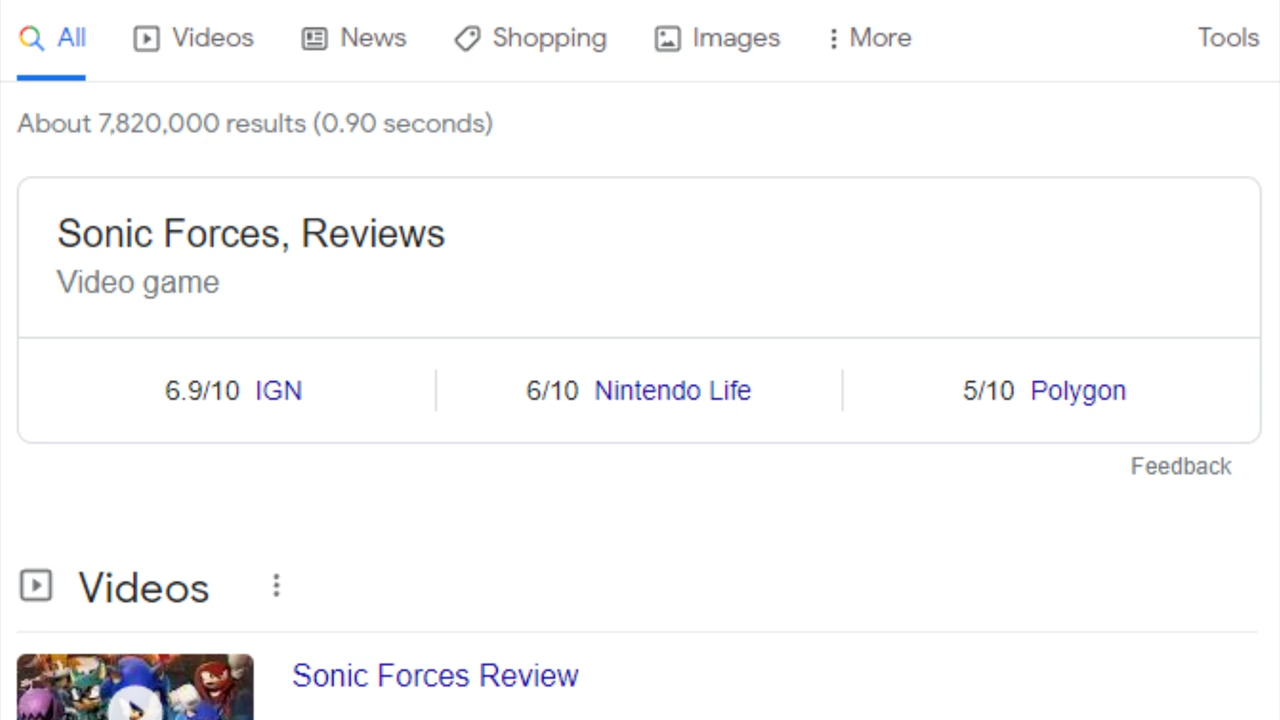 All Videos News Shopping Images More Tools
About 7,820,000 results (0.90 seconds)
Sonic Forces, Reviews
Video game
6.9/10 IGN 6/10 Nintendo Life 5/10 Polygon
Feedback
Videos
Sonic Forces Review